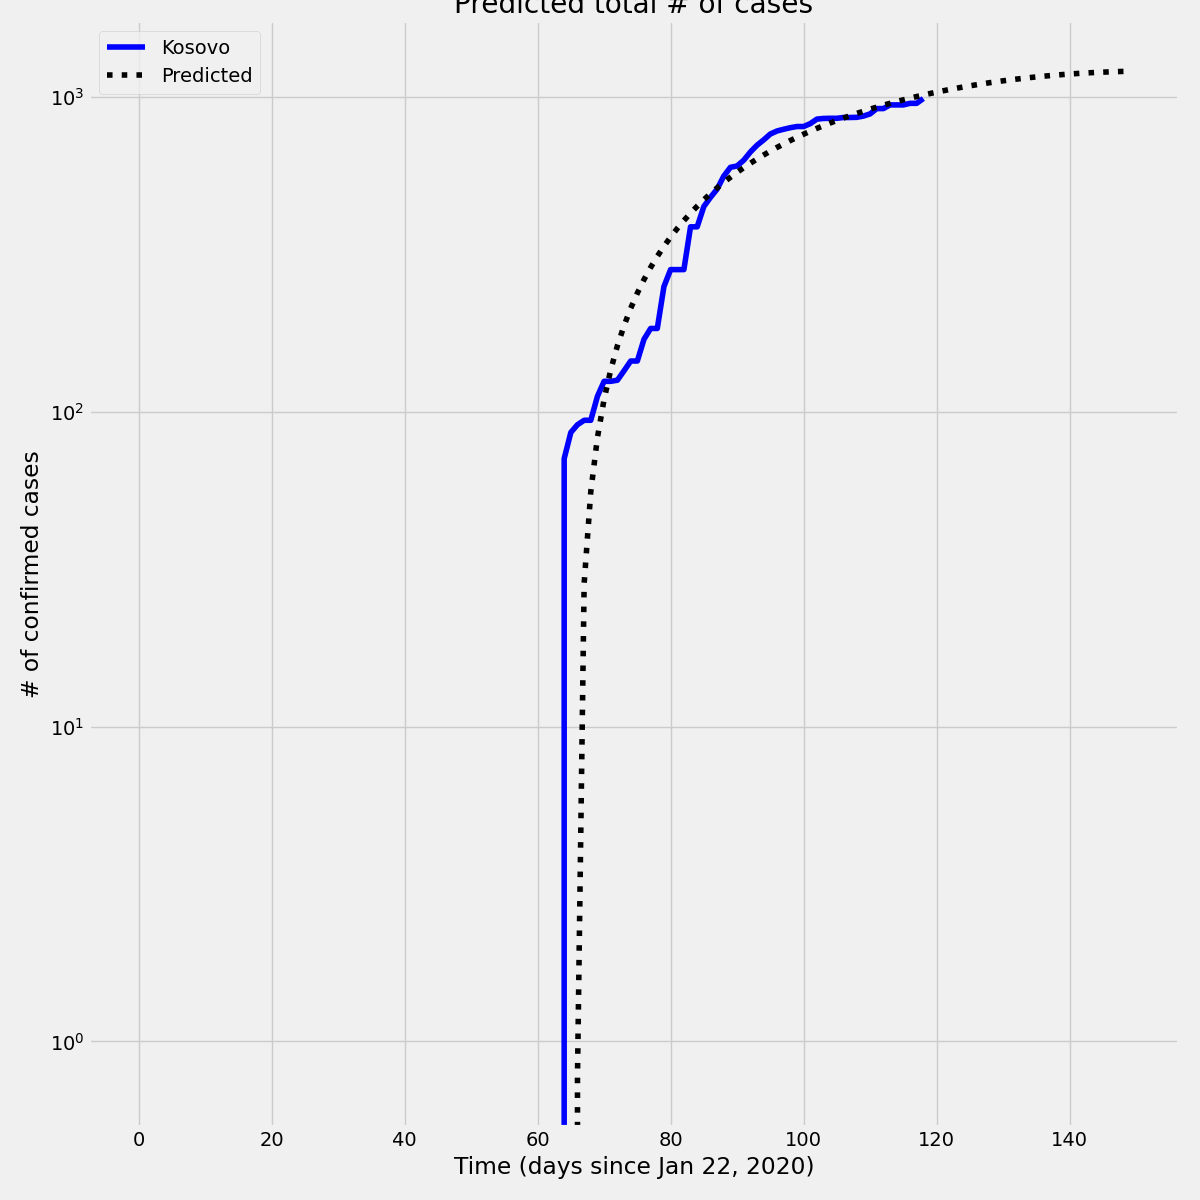 Predicted total # of cases
Kosovo
Predicted
10³
10²
10¹
10⁰
# of confirmed cases
0 20 40 60 80 100 120 140
Time (days since Jan 22, 2020)